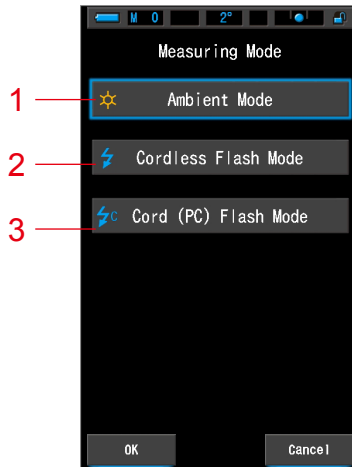 M 0 2°
Measuring Mode
1 Ambient Mode
2 Cordless Flash Mode
3 C Cord (PC) Flash Mode
OK Cancel